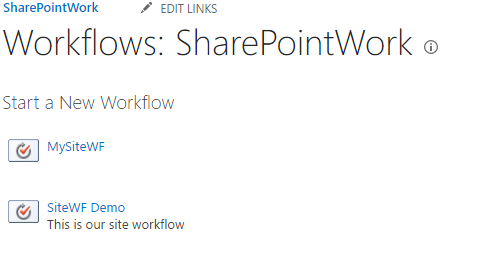 SharePointWork EDIT LINKS
Workflows: SharePointWork
Start a New Workflow
MySiteWF
SiteWF Demo
This is our site workflow